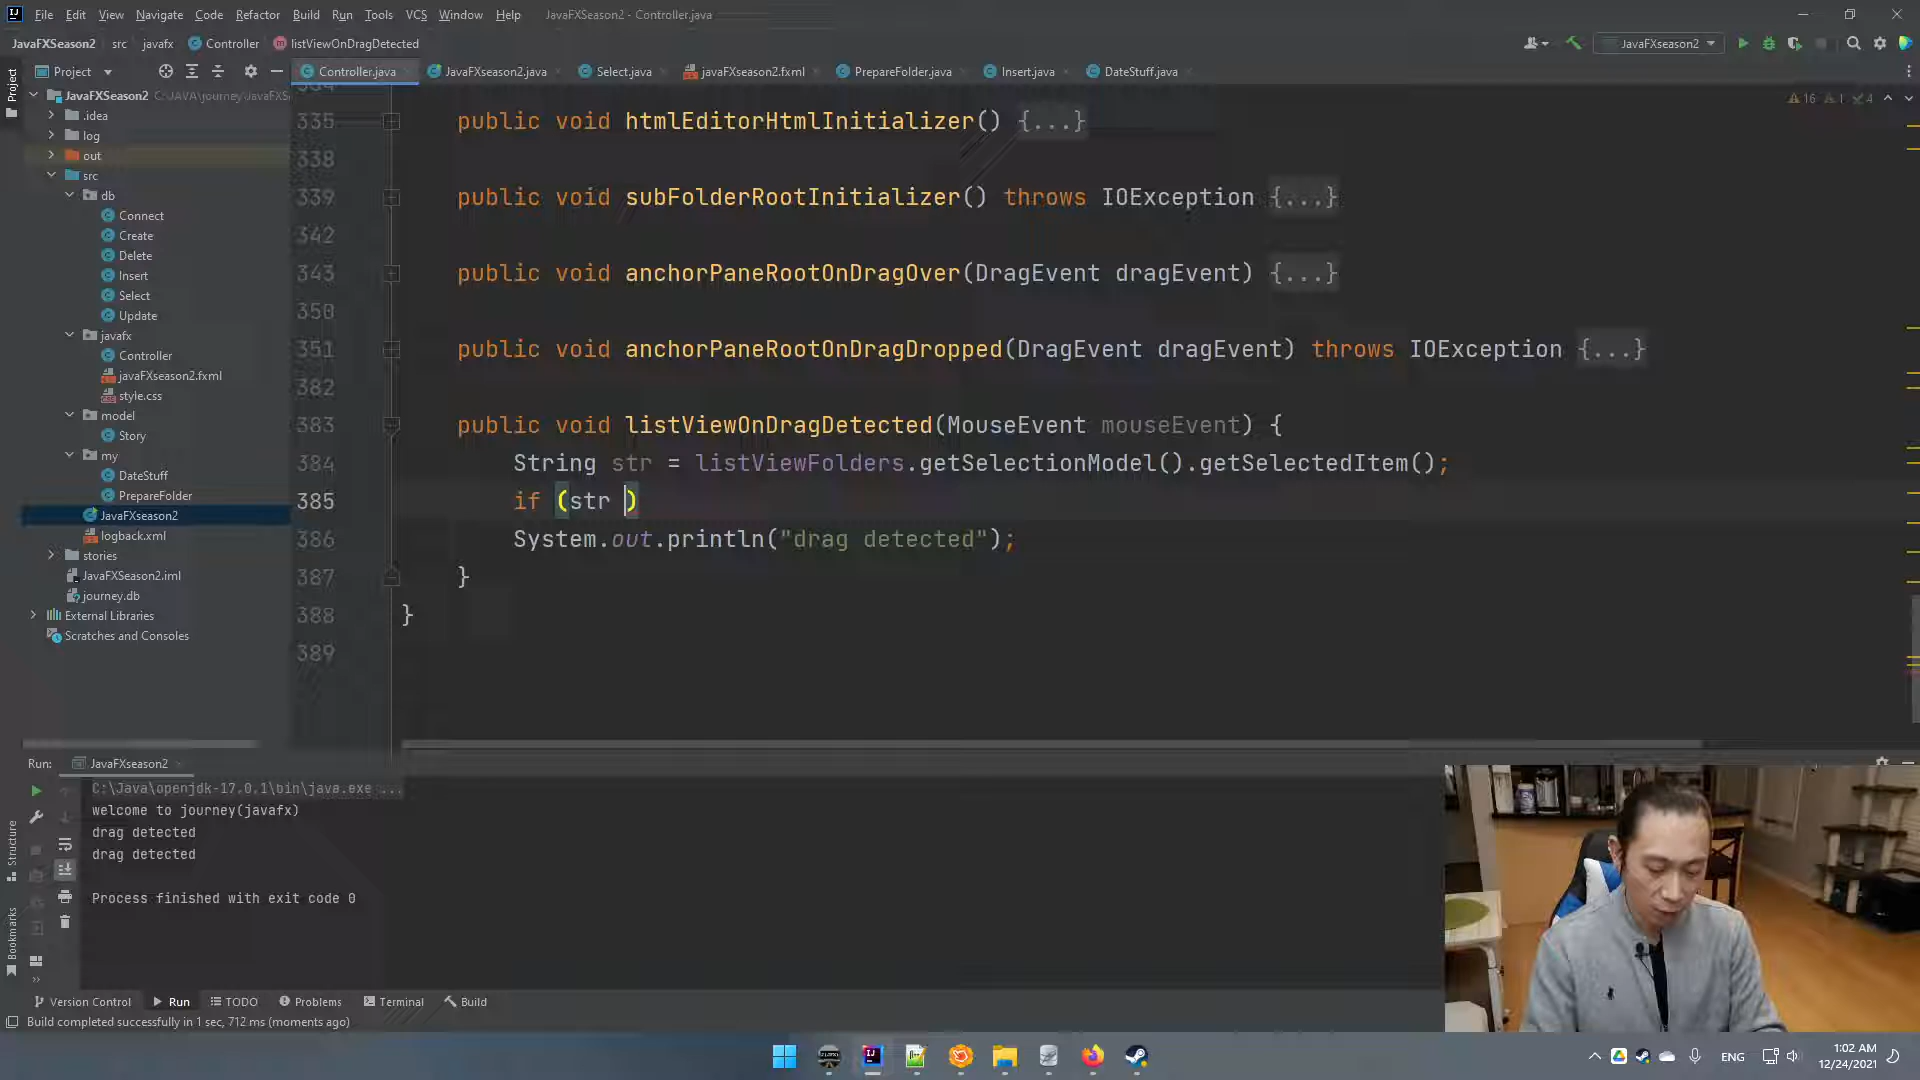 File Edit View Navigate Code Refactor Build Run Tools VCS Window Help JavaFXSeason2 - Controller.java
JavaFXSeason2 src javafx Controller listViewOnDragDetected JavaFXseason2
Project Controller.java JavaFXseason2.java Select.java javaFXseason2.fxml PrepareFolder.java Insert.java DateStuff.java
Project
JavaFXSeason2 C:\JAVA\journey\JavaFXS
.idea
log
out
src
db
Connect
Create
Delete
Insert
Select
Update
javafx
Controller
javaFXseason2.fxml
style.css
model
Story
my
DateStuff
PrepareFolder
JavaFXseason2
logback.xml
stories
JavaFXSeason2.iml
journey.db
External Libraries
Scratches and Consoles
16 1 4
335 public void htmlEditorHtmlInitializer() {...}
338
339 public void subFolderRootInitializer() throws IOException {...}
342
343 public void anchorPaneRootOnDragOver(DragEvent dragEvent) {...}
350
351 public void anchorPaneRootOnDragDropped(DragEvent dragEvent) throws IOException {...}
382
383 public void listViewOnDragDetected(MouseEvent mouseEvent) {
384 String str = listViewFolders.getSelectionModel().getSelectedItem();
385 if (str )
386 System.out.println("drag detected");
387 }
388 }
389
Run: JavaFXseason2
C:\Java\openjdk-17.0.1\bin\java.exe ...
welcome to journey(javafx)
drag detected
drag detected
Process finished with exit code 0
Structure
Bookmarks
Version Control Run TODO Problems Terminal Build
Build completed successfully in 1 sec, 712 ms (moments ago)
ENG 1:02 AM
12/24/2021